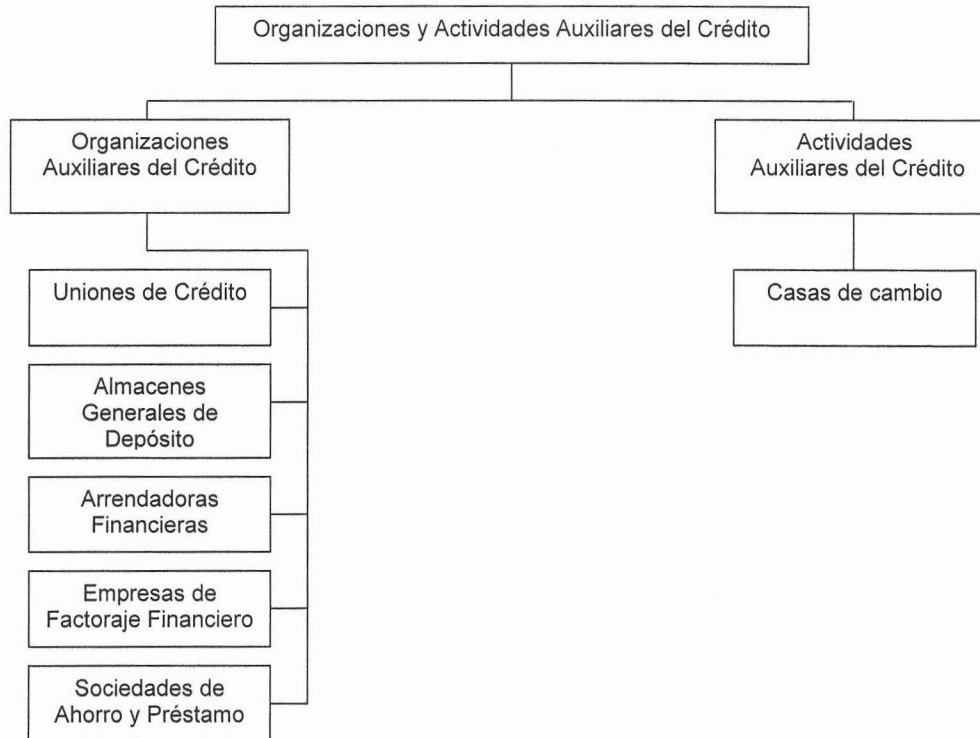 Organizaciones y Actividades Auxiliares del Crédito
Organizaciones
Auxiliares del Crédito
Actividades
Auxiliares del Crédito
Uniones de Crédito
Almacenes
Generales de
Depósito
Arrendadoras
Financieras
Empresas de
Factoraje Financiero
Sociedades de
Ahorro y Préstamo
Casas de cambio